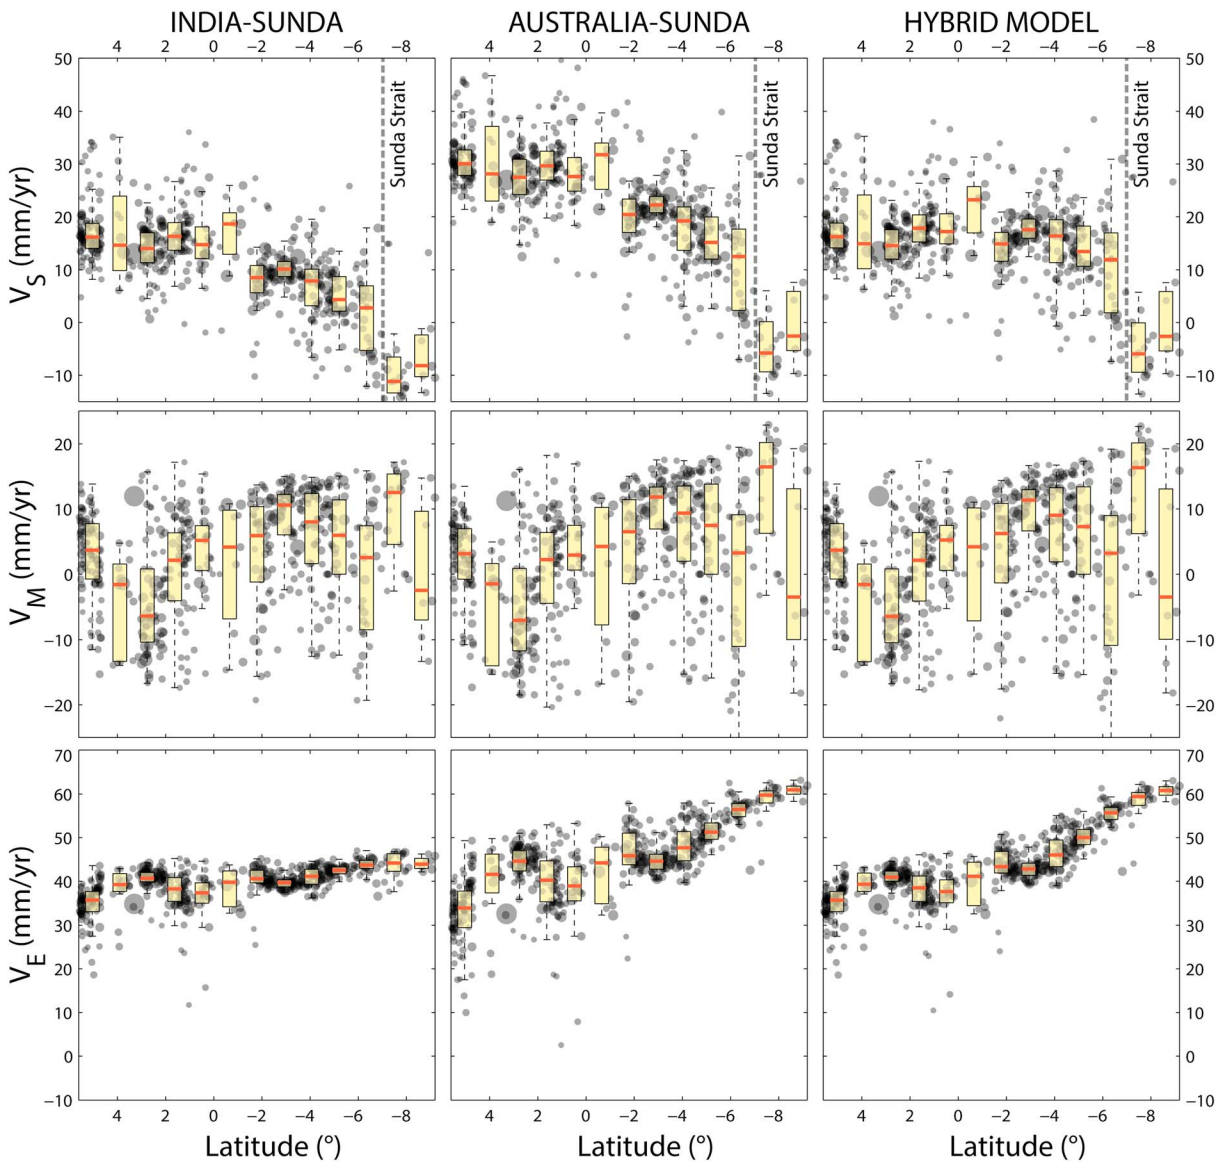 INDIA-SUNDA AUSTRALIA-SUNDA HYBRID MODEL
4 2 0 −2 −4 −6 −8 4 2 0 −2 −4 −6 −8 4 2 0 −2 −4 −6 −8
50 50
40 40
30 30
20 20
10 10
0 0
−10 −10
VS (mm/yr)
Sunda Strait
Sunda Strait
Sunda Strait
20 20
10 10
0 0
−10 −10
−20 −20
VM (mm/yr)
70 70
60 60
50 50
40 40
30 30
20 20
10 10
0 0
−10 −10
VE (mm/yr)
4 2 0 −2 −4 −6 −8 4 2 0 −2 −4 −6 −8 4 2 0 −2 −4 −6 −8
Latitude (°) Latitude (°) Latitude (°)